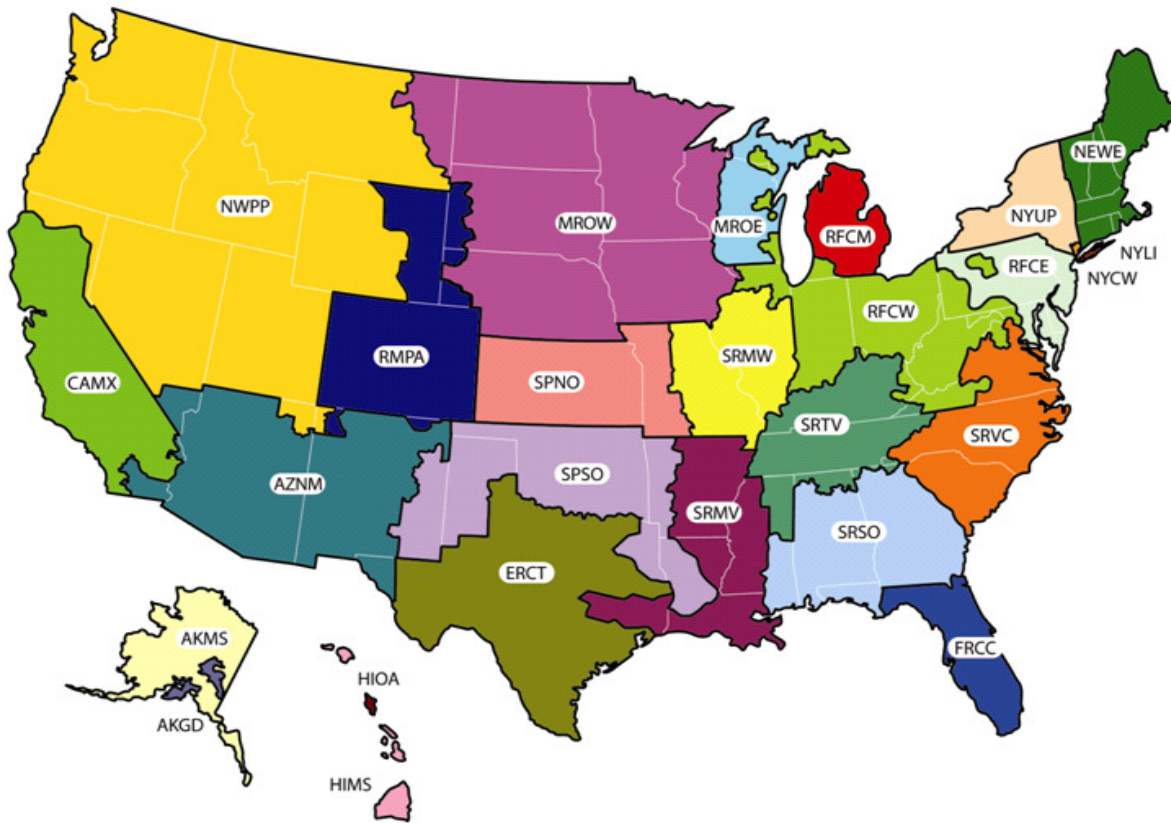 NEWE
NWPP
NYUP
MROW
MROE
RFCM
NYLI
RFCE
NYCW
RFCW
RMPA
SRMW
CAMX
SPNO
SRTV
SRVC
AZNM
SPSO
SRMV
SRSO
ERCT
AKMS
FRCC
HIOA
AKGD
HIMS